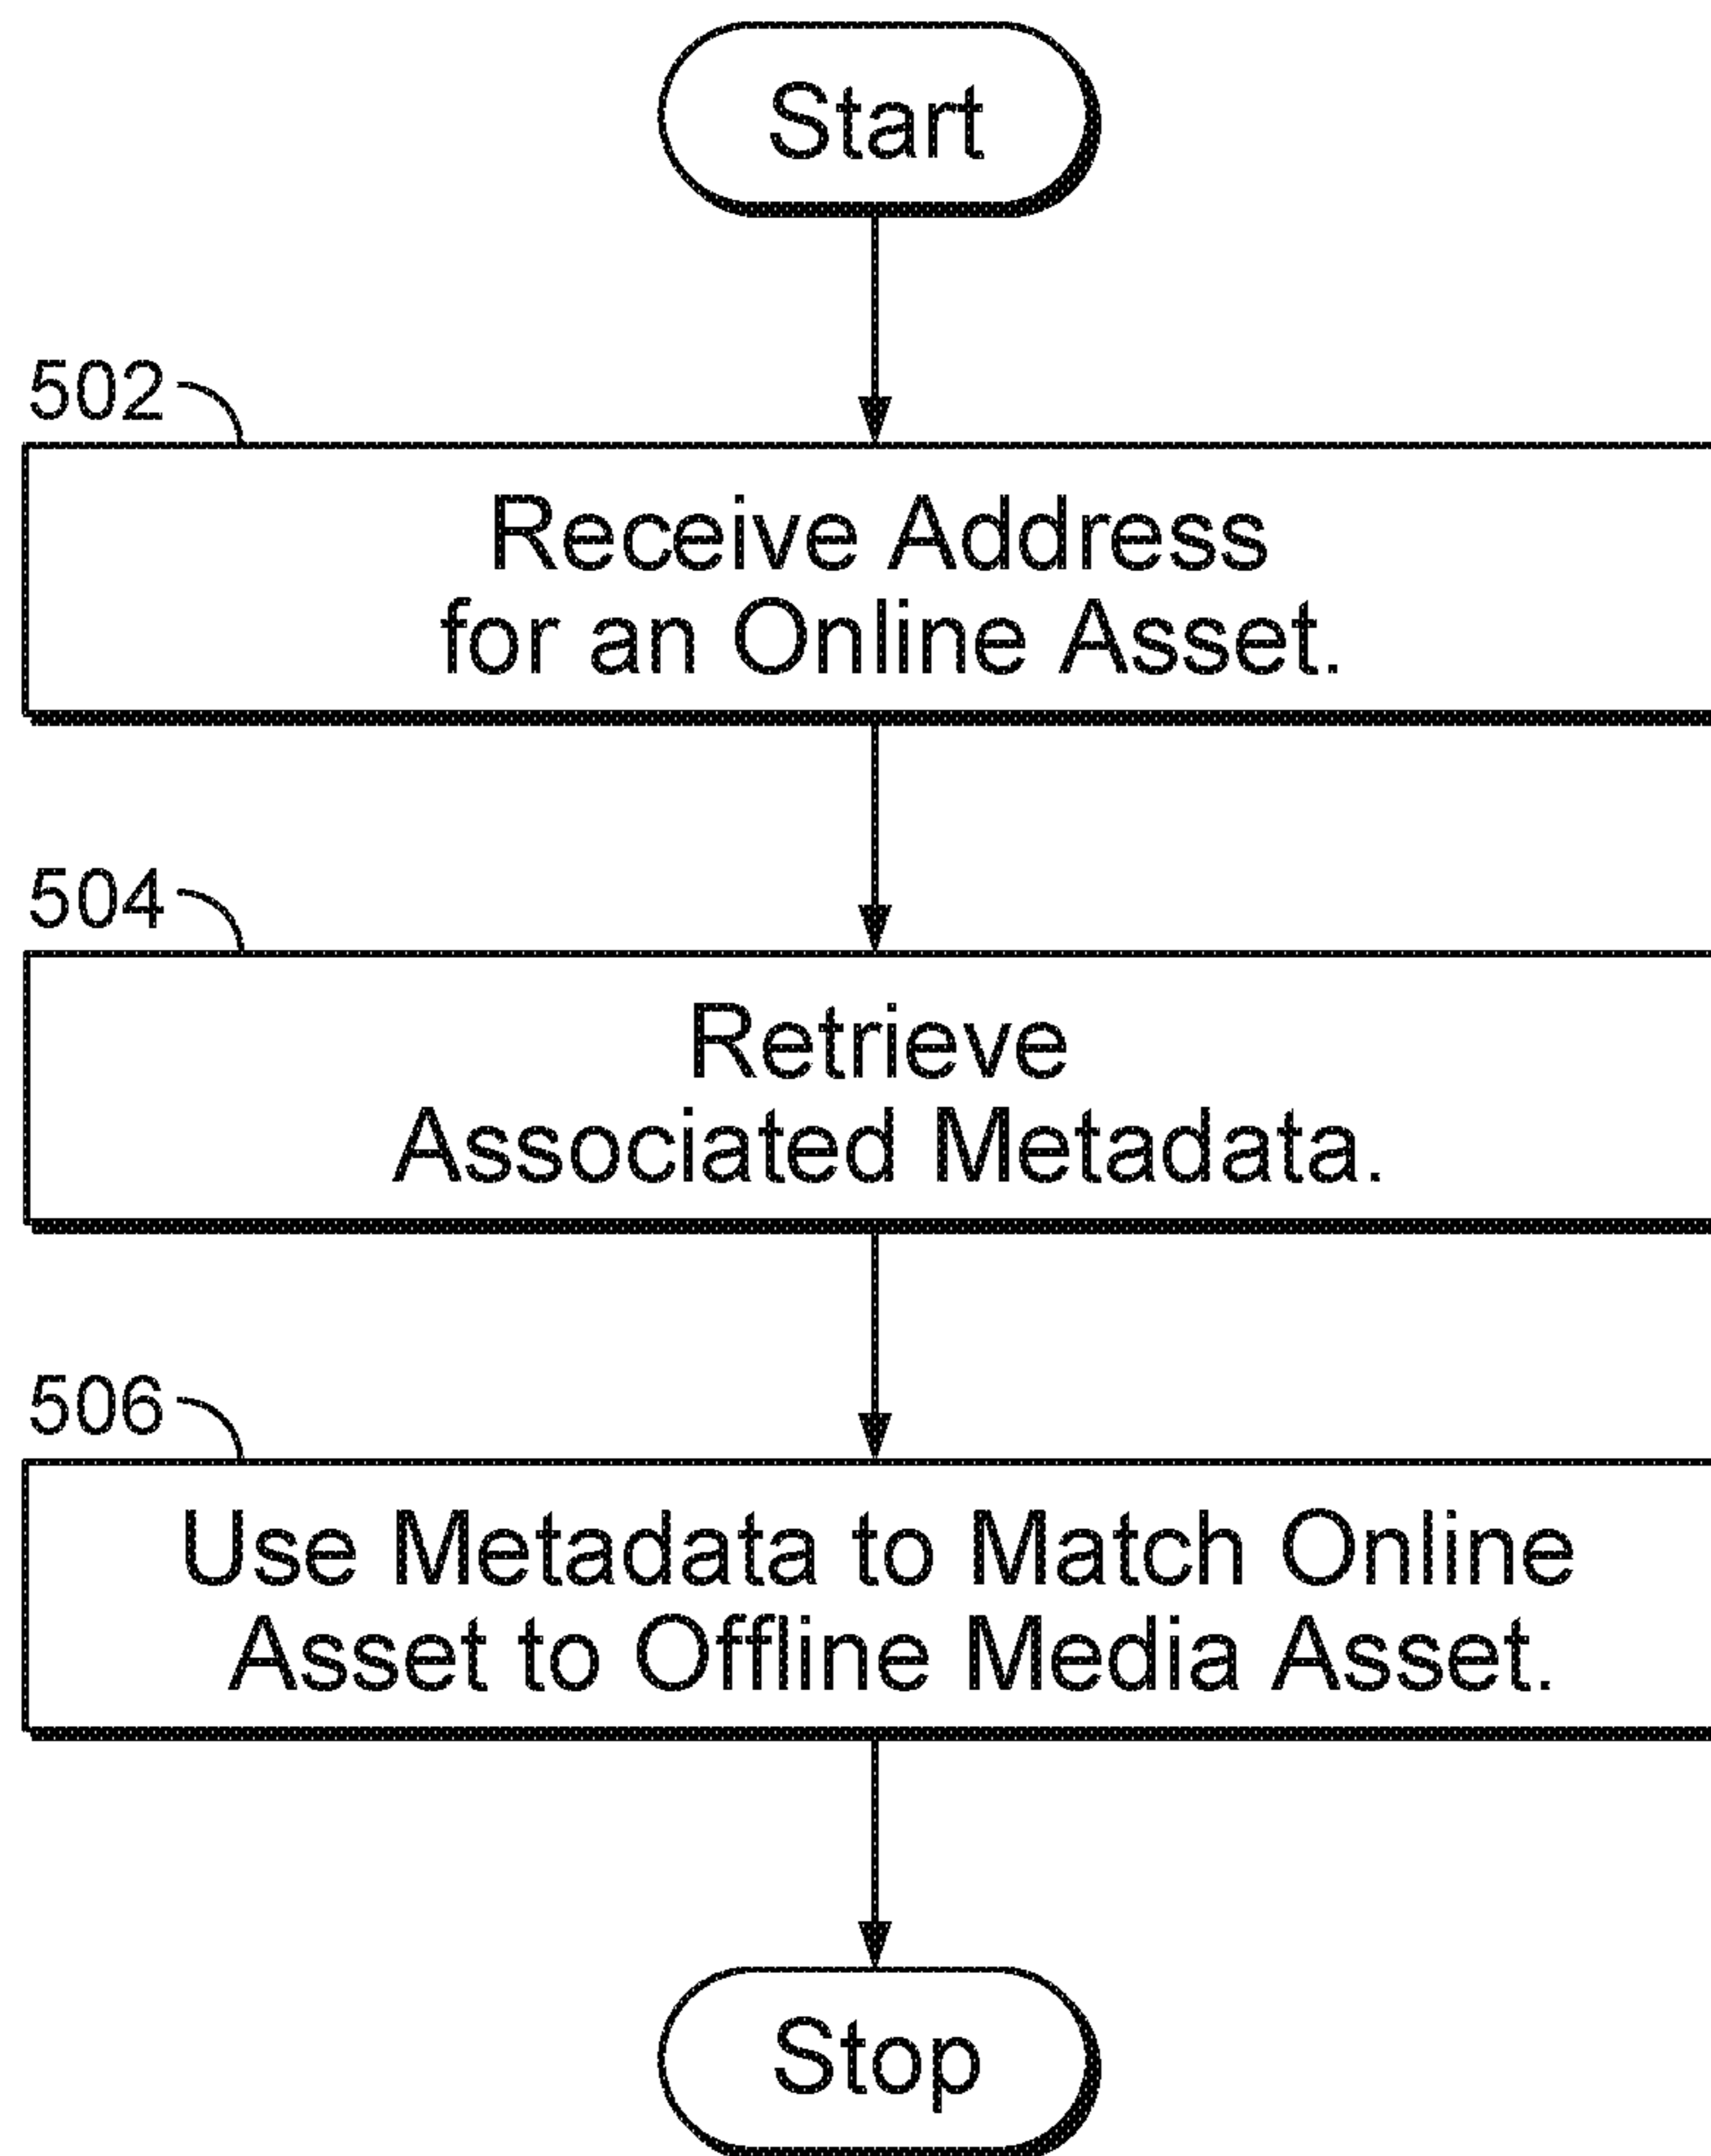 Start
502
Receive Address
for an Online Asset.
504
Retrieve
Associated Metadata.
506
Use Metadata to Match Online
Asset to Offline Media Asset.
Stop